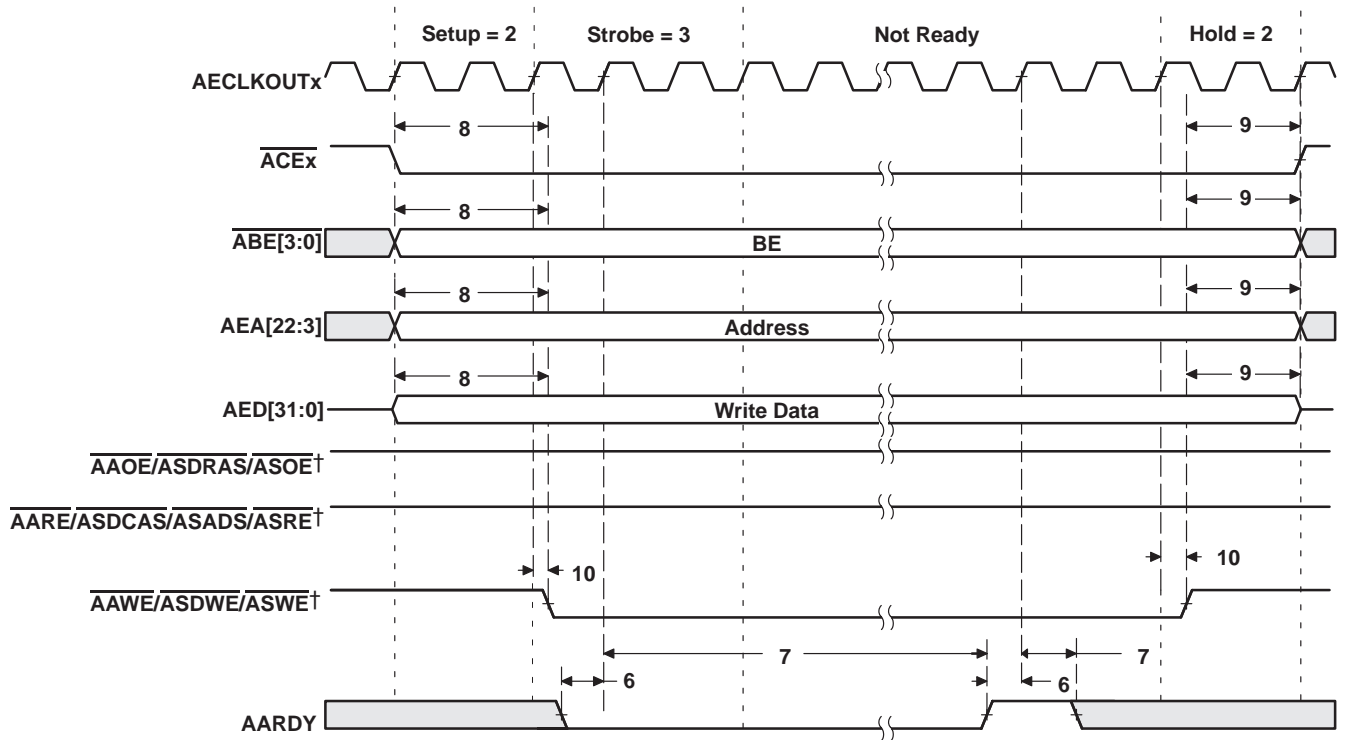 Setup = 2 Strobe = 3 Not Ready Hold = 2
AECLKOUTx
8 9
ACEx
8 9
ABE[3:0] BE
8 9
AEA[22:3] Address
8 9
AED[31:0] Write Data
AAOE/ASDRAS/ASOE†
AARE/ASDCAS/ASADS/ASRE†
10 10
AAWE/ASDWE/ASWE†
7 7
6 6
AARDY